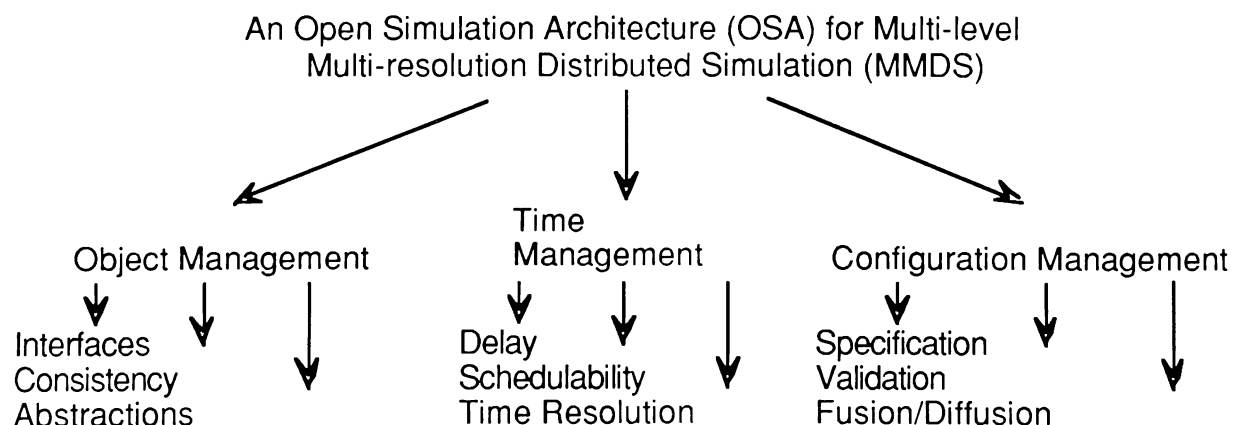 An Open Simulation Architecture (OSA) for Multi-level
Multi-resolution Distributed Simulation (MMDS)
Object Management
Interfaces
Consistency
Abstractions
Time
Management
Delay
Schedulability
Time Resolution
Configuration Management
Specification
Validation
Fusion/Diffusion